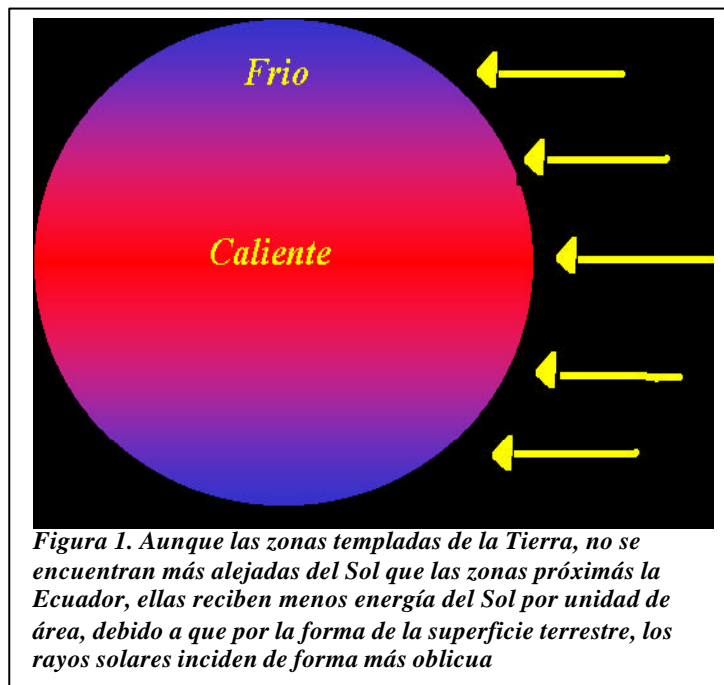 Frio
Caliente
Figura 1. Aunque las zonas templadas de la Tierra, no se
encuentran más alejadas del Sol que las zonas próximás la
Ecuador, ellas reciben menos energía del Sol por unidad de
área, debido a que por la forma de la superficie terrestre, los
rayos solares inciden de forma más oblicua